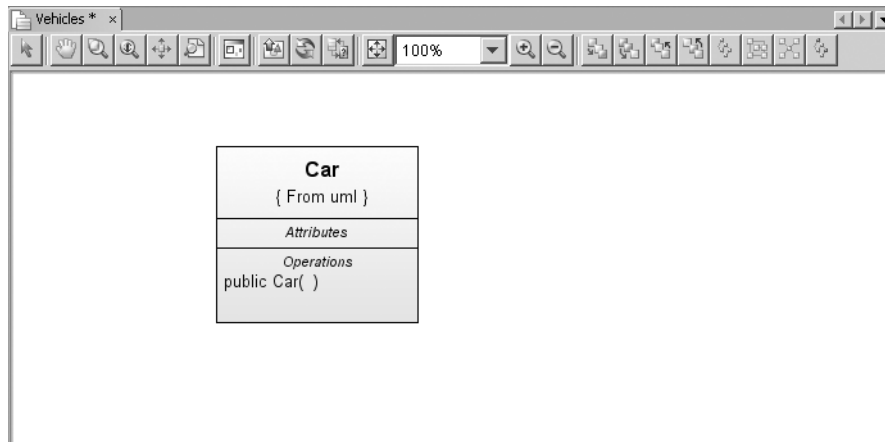 Vehicles *
100%
Car
{ From uml }
Attributes
Operations
public Car( )